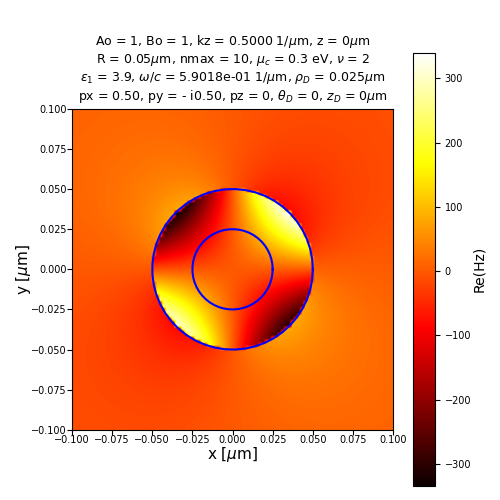 Ao = 1, Bo = 1, kz = 0.5000 1/μm, z = 0μm
R = 0.05μm, nmax = 10, μc = 0.3 eV, ν = 2
ε1 = 3.9, ω/c = 5.9018e-01 1/μm, ρD = 0.025μm
px = 0.50, py = - i0.50, pz = 0, θD = 0, zD = 0μm
0.100
0.075
0.050
0.025
0.000
−0.025
−0.050
−0.075
−0.100
y [μm]
−0.100 −0.075 −0.050 −0.025 0.000 0.025 0.050 0.075 0.100
x [μm]
300
200
100
0
−100
−200
−300
Re(Hz)